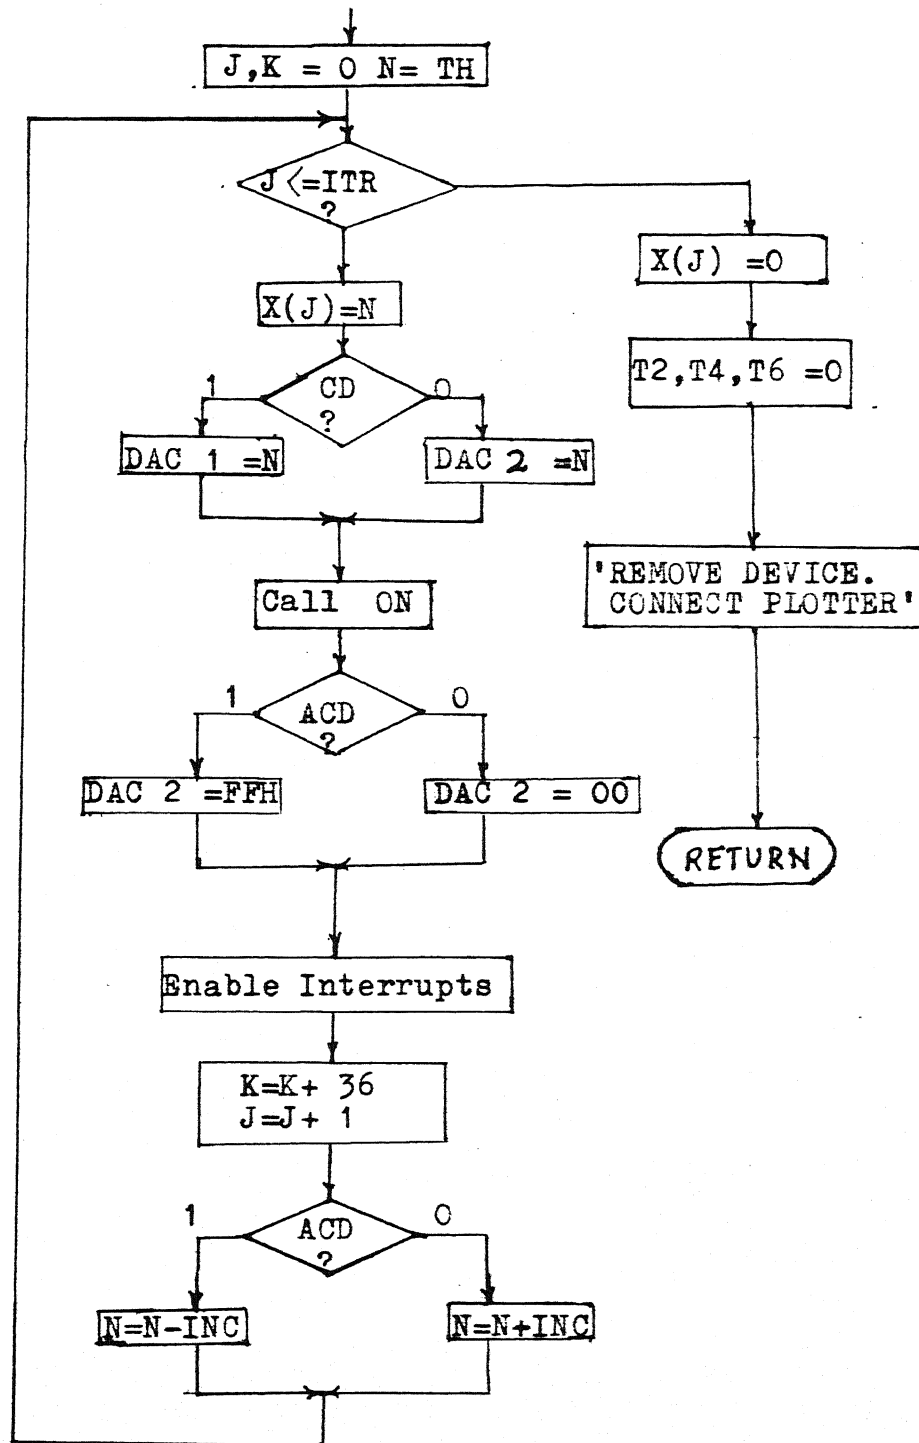 J,K = 0 N= TH
J <=ITR
?
X(J)=N
CD
?
1
0
DAC 1 =N
DAC 2 =N
Call ON
ACD
?
1
0
DAC 2 =FFH
DAC 2 = 00
Enable Interrupts
K=K+ 36
J=J+ 1
ACD
?
1
0
N=N-INC
N=N+INC
X(J) =0
T2,T4,T6 =0
'REMOVE DEVICE.
CONNECT PLOTTER'
RETURN